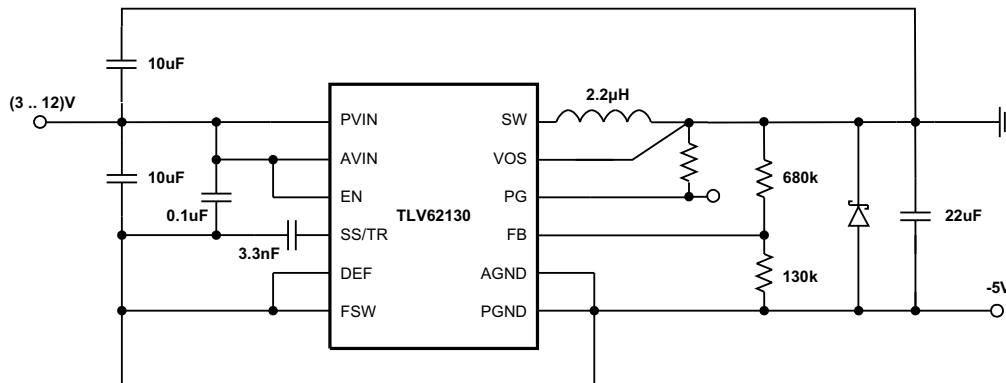 10uF
(3 .. 12)V
2.2µH
PVIN
SW
AVIN
VOS
10uF
680k
EN
PG
0.1uF
TLV62130
22uF
SS/TR
FB
3.3nF
DEF
AGND
130k
-5V
FSW
PGND